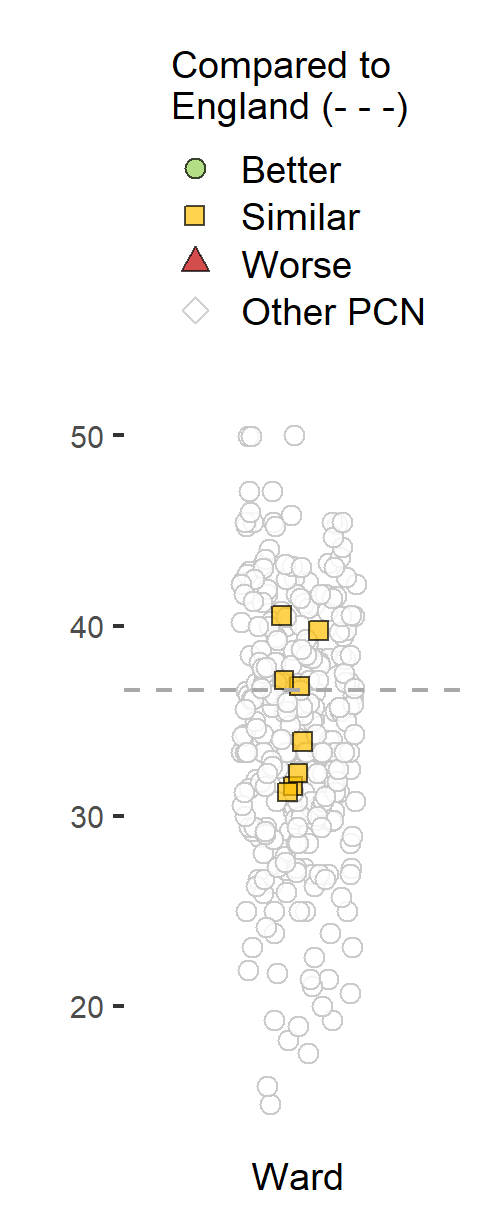 Compared to
England (- - -)
Better
Similar
Worse
Other PCN
50
40
30
20
Ward